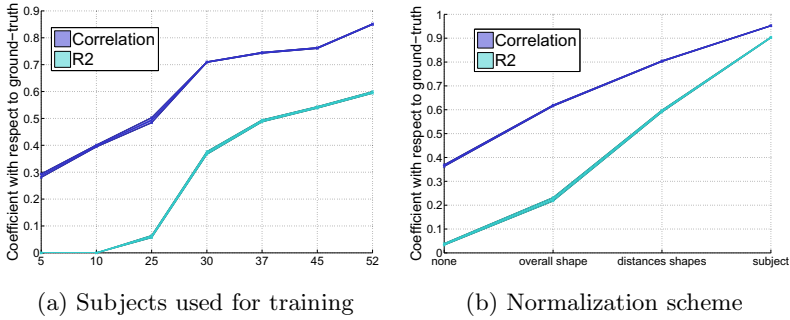 Coefficient with respect to ground-truth
0.9
0.8
0.7
0.6
0.5
0.4
0.3
0.2
0.1
0
Correlation
R2
5 10 25 30 37 45 52
(a) Subjects used for training
Coefficient with respect to ground-truth
1
0.9
0.8
0.7
0.6
0.5
0.4
0.3
0.2
0.1
0
Correlation
R2
none overall shape distances shapes subject
(b) Normalization scheme